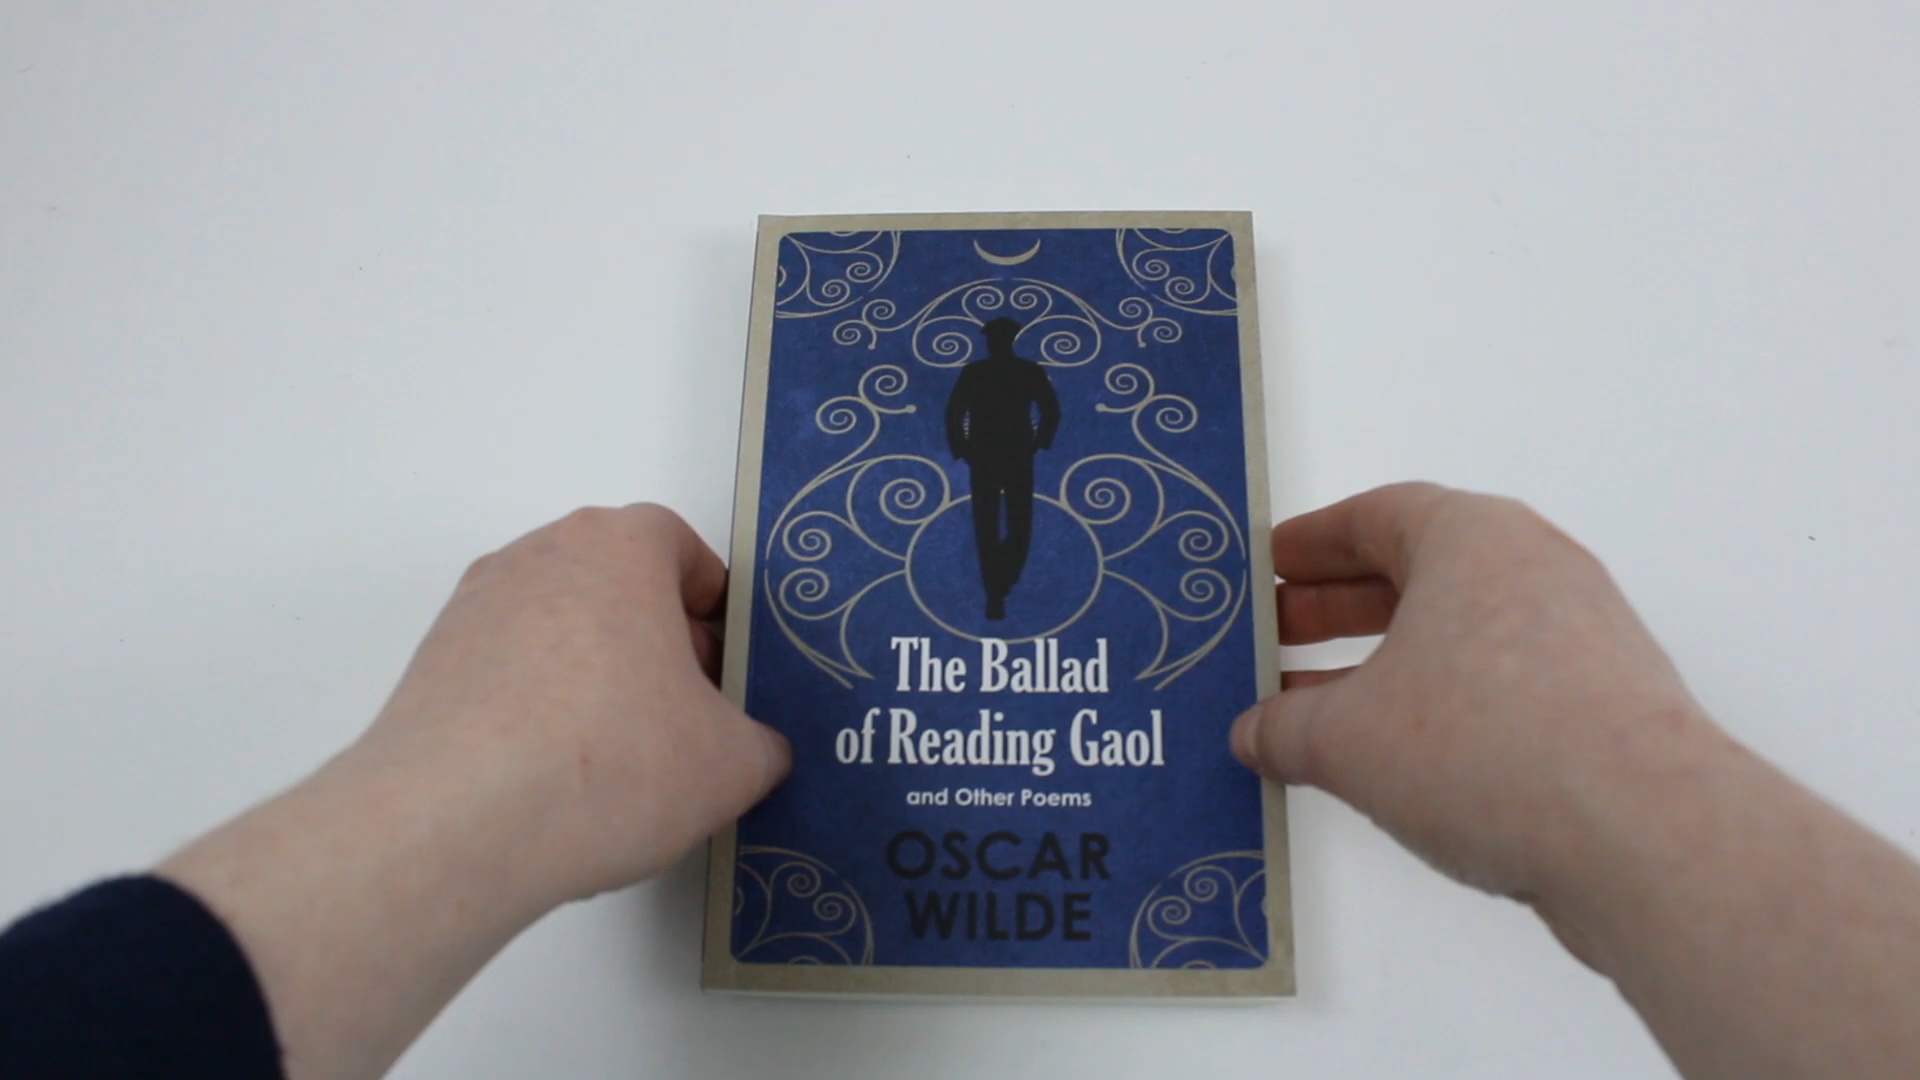 The Ballad
of Reading Gaol
and Other Poems
OSCAR
WILDE